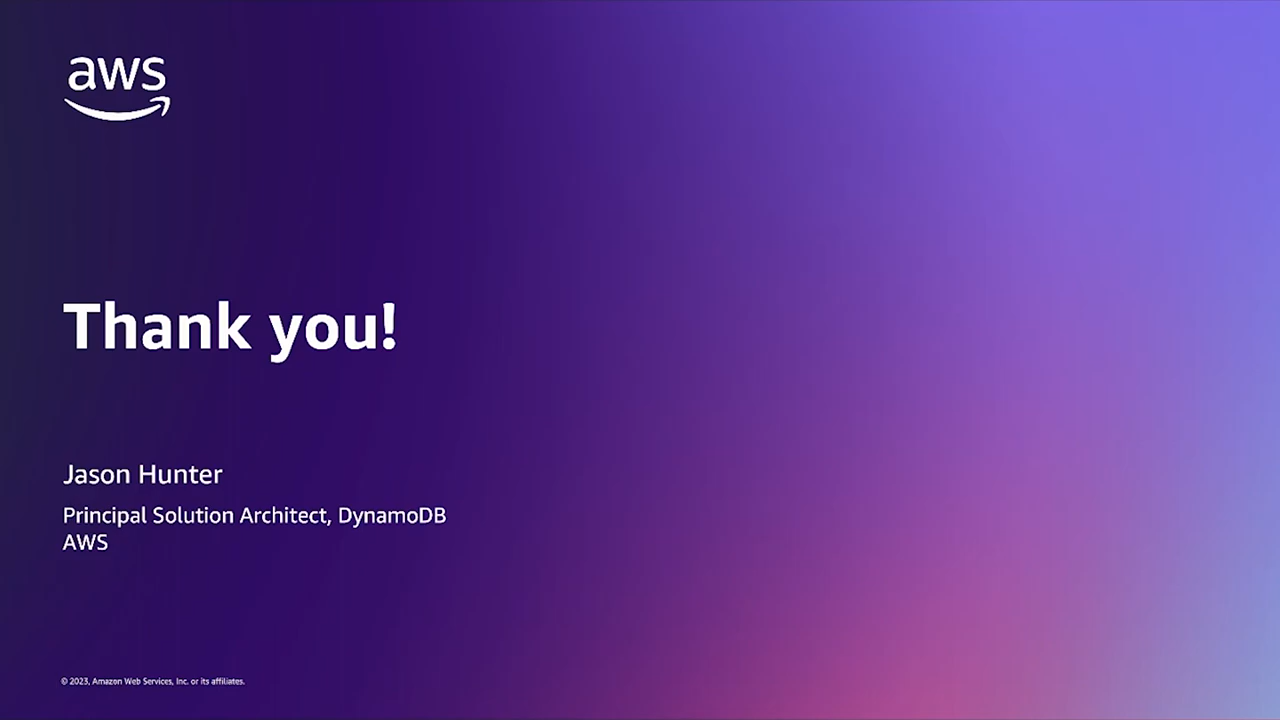 aws
Thank you!
Jason Hunter
Principal Solution Architect, DynamoDB
AWS
© 2023, Amazon Web Services, Inc. or its affiliates.